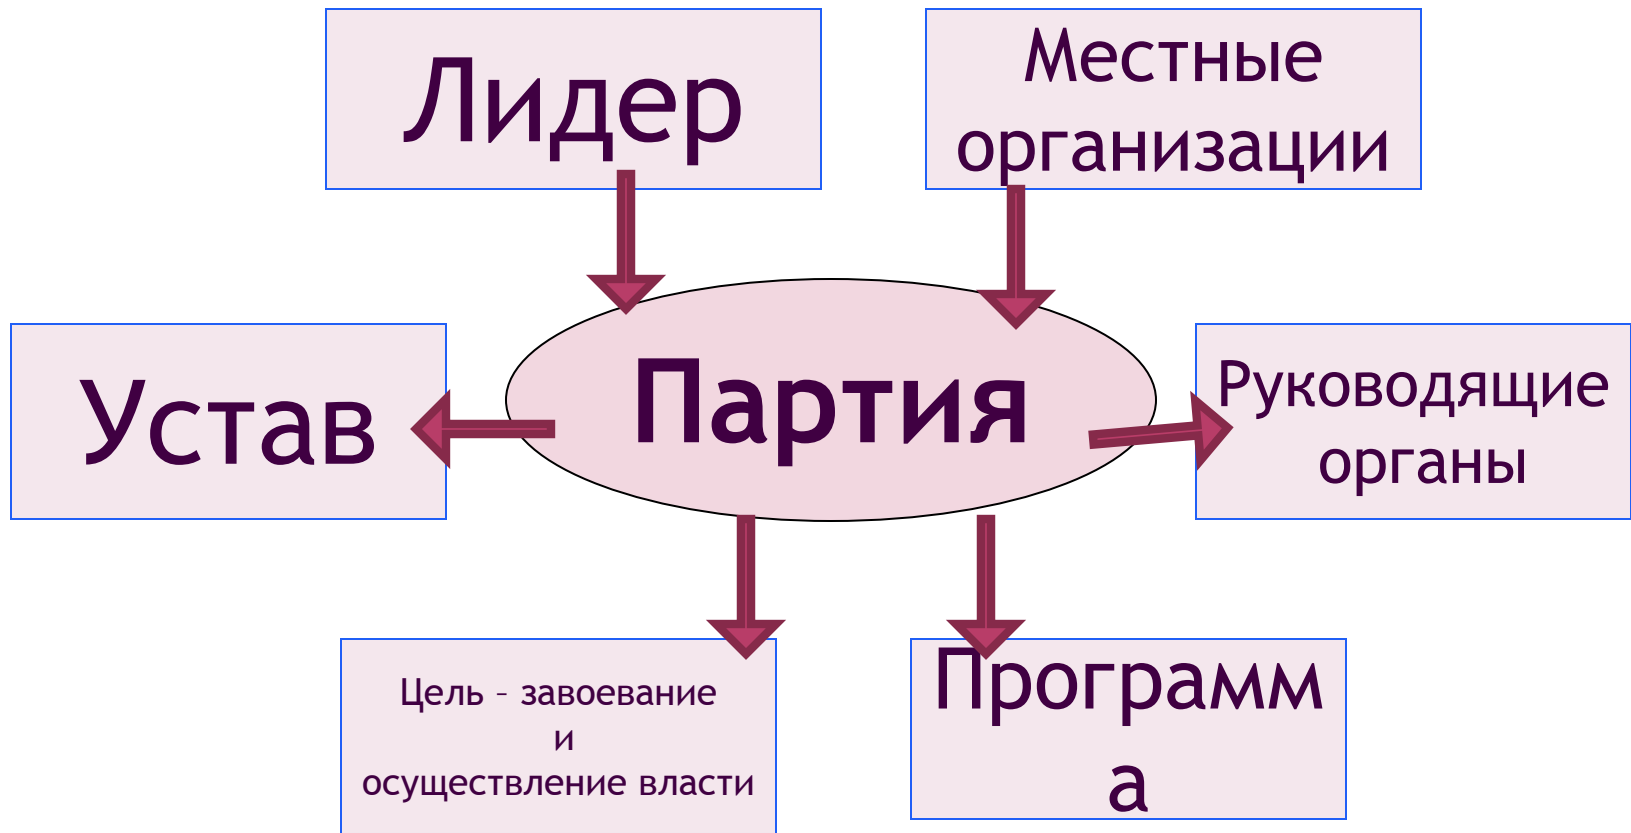 Лидер
Местные
организации
Устав
Партия
Руководящие
органы
Цель – завоевание
и
осуществление власти
Программ
а